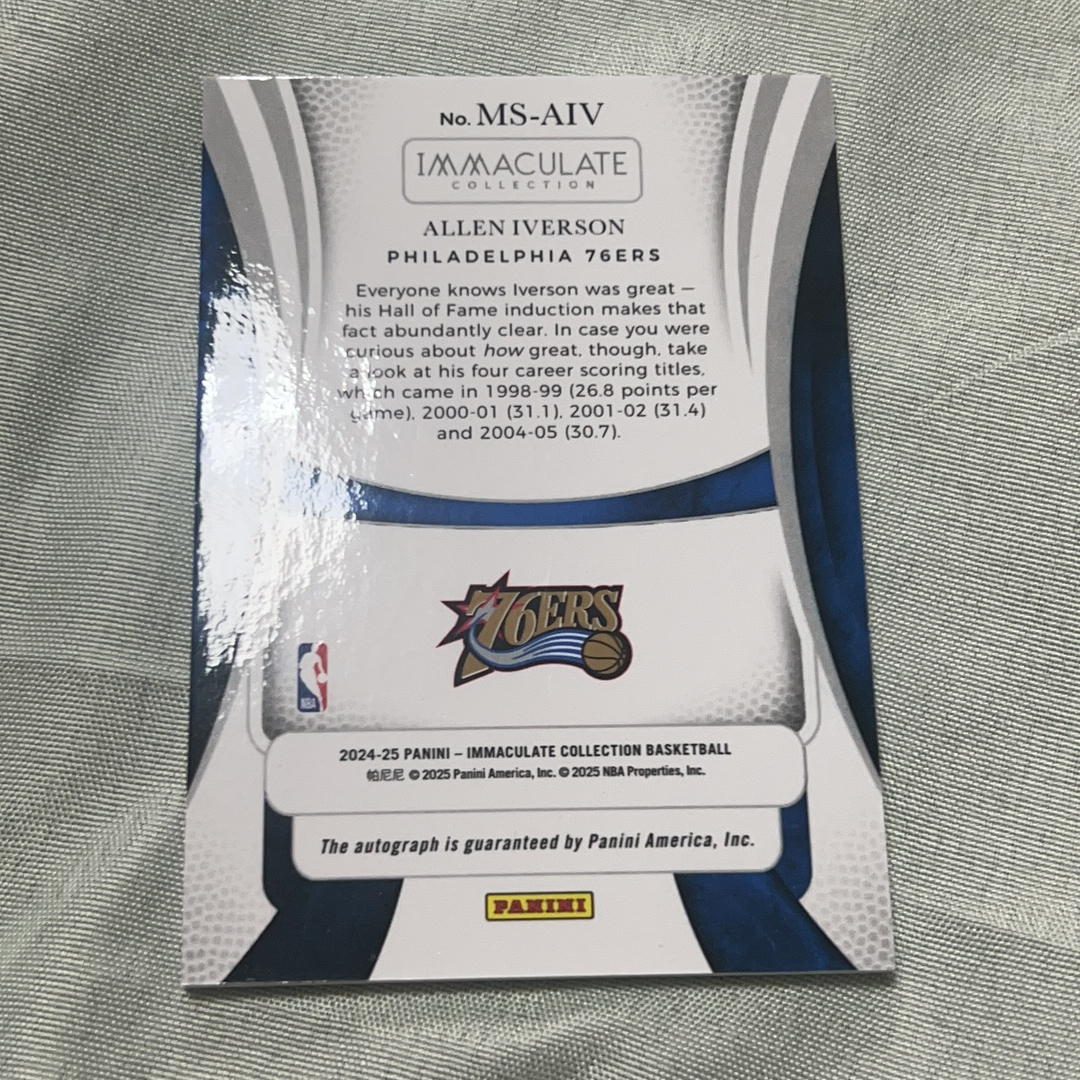 No. MS-AIV
IMMACULATE
COLLECTION
ALLEN IVERSON
PHILADELPHIA 76ERS
Everyone knows Iverson was great —
his Hall of Fame induction makes that
fact abundantly clear. In case you were
curious about how great, though, take
a look at his four career scoring titles,
which came in 1998-99 (26.8 points per
game), 2000-01 (31.1), 2001-02 (31.4)
and 2004-05 (30.7).
76ERS
NBA
2024-25 PANINI – IMMACULATE COLLECTION BASKETBALL
帕尼尼 © 2025 Panini America, Inc. © 2025 NBA Properties, Inc.
The autograph is guaranteed by Panini America, Inc.
PANINI